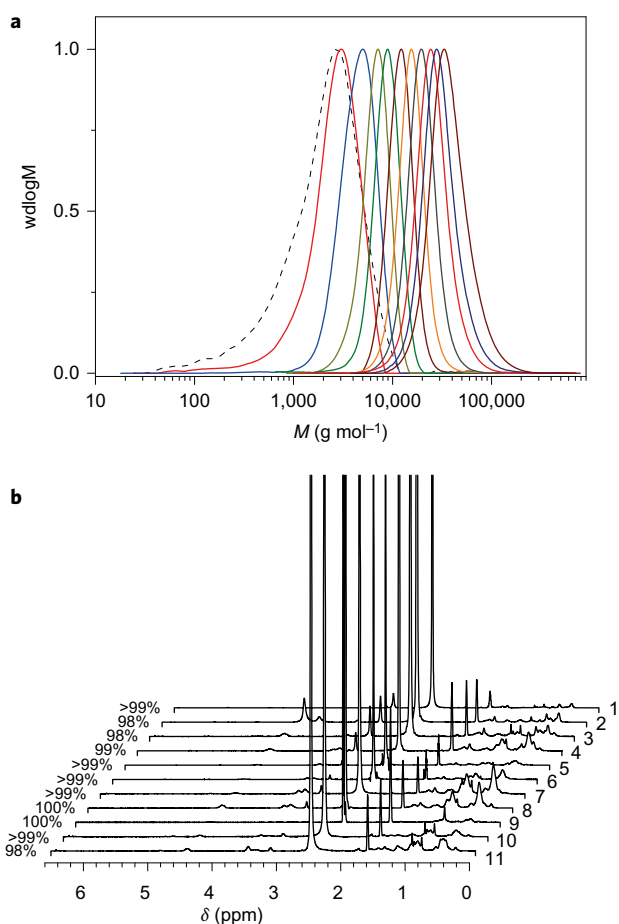 a
1.0
0.5
0.0
wdlogM
10 100 1,000 10,000 100,000
M (g mol–1)
b
>99% 1
98% 2
98% 3
99% 4
>99% 5
>99% 6
>99% 7
100% 8
100% 9
>99% 10
98% 11
6 5 4 3 2 1 0
δ (ppm)